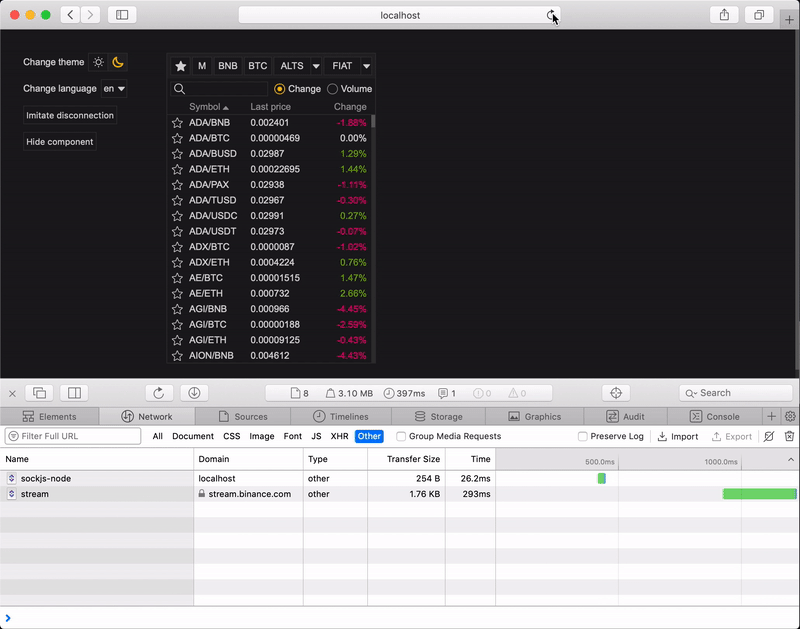 localhost
Change theme
Change language en
Imitate disconnection
Hide component
M BNB BTC ALTS FIAT
Change Volume
Symbol Last price Change
ADA/BNB 0.002401 -1.88%
ADA/BTC 0.00000469 0.00%
ADA/BUSD 0.02987 1.29%
ADA/ETH 0.00022695 1.44%
ADA/PAX 0.02938 -1.11%
ADA/TUSD 0.02967 -0.30%
ADA/USDC 0.02991 0.27%
ADA/USDT 0.02973 -0.07%
ADX/BTC 0.0000087 -1.02%
ADX/ETH 0.0004224 0.76%
AE/BTC 0.00001515 1.47%
AE/ETH 0.000732 2.66%
AGI/BNB 0.000966 -4.45%
AGI/BTC 0.00000188 -2.59%
AGI/ETH 0.00009125 -0.43%
AION/BNB 0.004612 -4.43%
8 3.10 MB 397ms 1 0 0 Search
Elements Network Sources Timelines Storage Graphics Audit Console
Filter Full URL All Document CSS Image Font JS XHR Other Group Media Requests Preserve Log Import Export
Name Domain Type Transfer Size Time 500.0ms 1000.0ms
sockjs-node localhost other 254 B 26.2ms
stream stream.binance.com other 1.76 KB 293ms